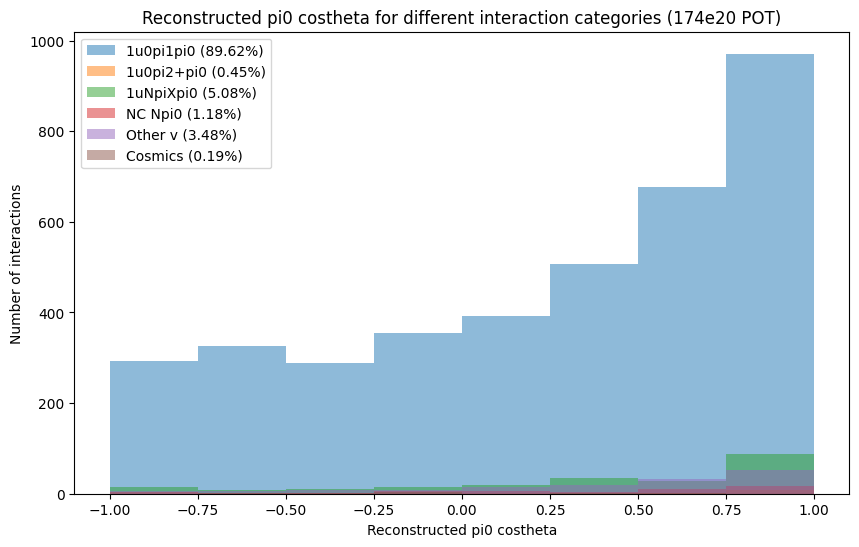 Reconstructed pi0 costheta for different interaction categories (174e20 POT)
1u0pi1pi0 (89.62%)
1u0pi2+pi0 (0.45%)
1uNpiXpi0 (5.08%)
NC Npi0 (1.18%)
Other v (3.48%)
Cosmics (0.19%)
Number of interactions
1000
800
600
400
200
0
−1.00 −0.75 −0.50 −0.25 0.00 0.25 0.50 0.75 1.00
Reconstructed pi0 costheta